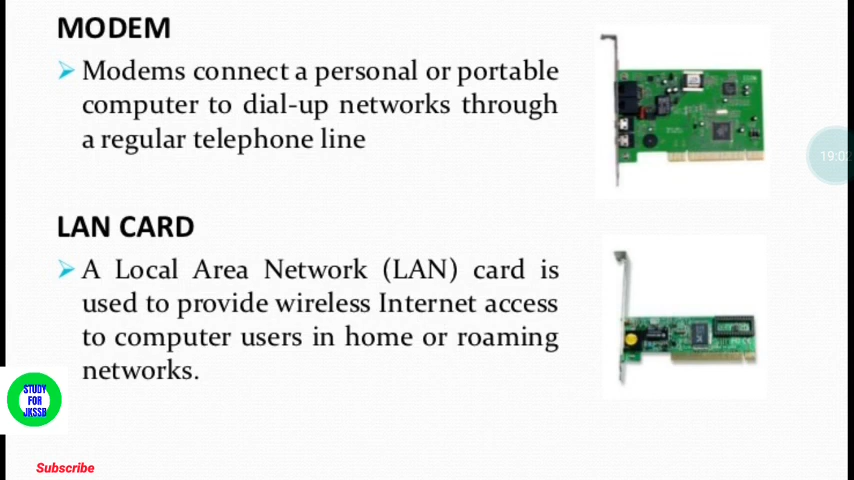 MODEM
➢ Modems connect a personal or portable
computer to dial-up networks through
a regular telephone line
LAN CARD
➢ A Local Area Network (LAN) card is
used to provide wireless Internet access
to computer users in home or roaming
networks.
19:02
STUDY
FOR
JKSSB
Subscribe